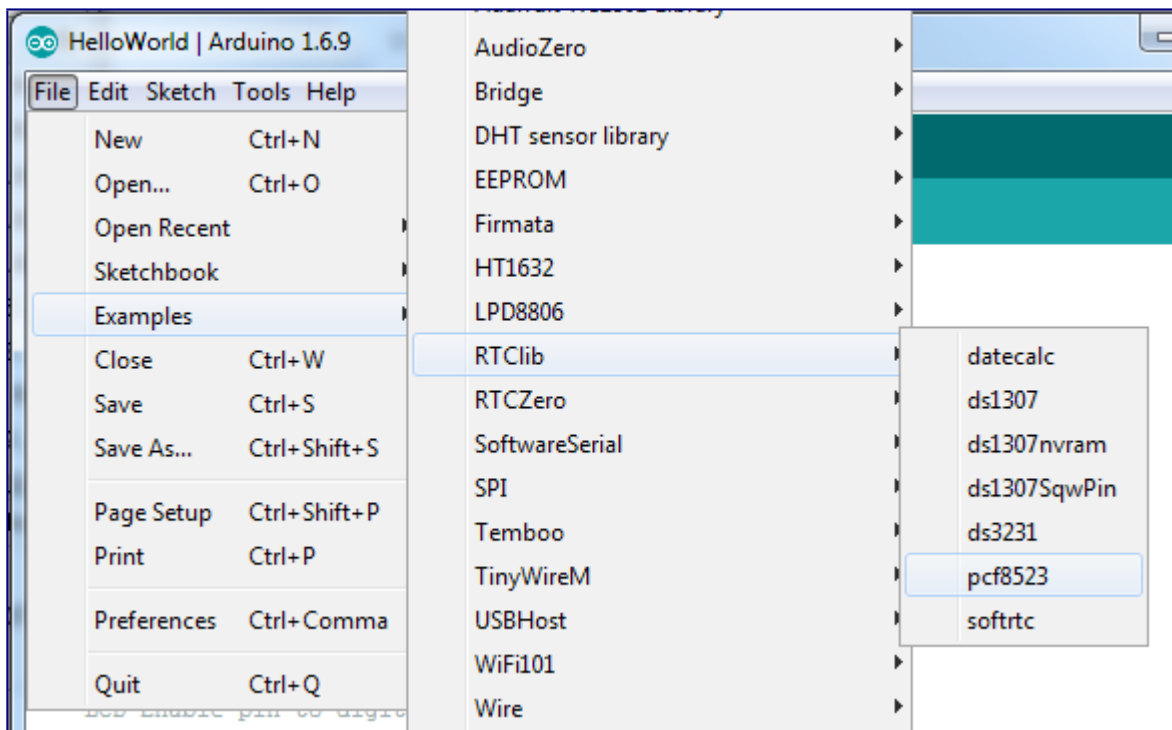 HelloWorld | Arduino 1.6.9
File Edit Sketch Tools Help
New Ctrl+N
Open... Ctrl+O
Open Recent
Sketchbook
Examples
Close Ctrl+W
Save Ctrl+S
Save As... Ctrl+Shift+S
Page Setup Ctrl+Shift+P
Print Ctrl+P
Preferences Ctrl+Comma
Quit Ctrl+Q
AudioZero
Bridge
DHT sensor library
EEPROM
Firmata
HT1632
LPD8806
RTClib
RTCZero
SoftwareSerial
SPI
Temboo
TinyWireM
USBHost
WiFi101
Wire
datecalc
ds1307
ds1307nvram
ds1307SqwPin
ds3231
pcf8523
softrtc